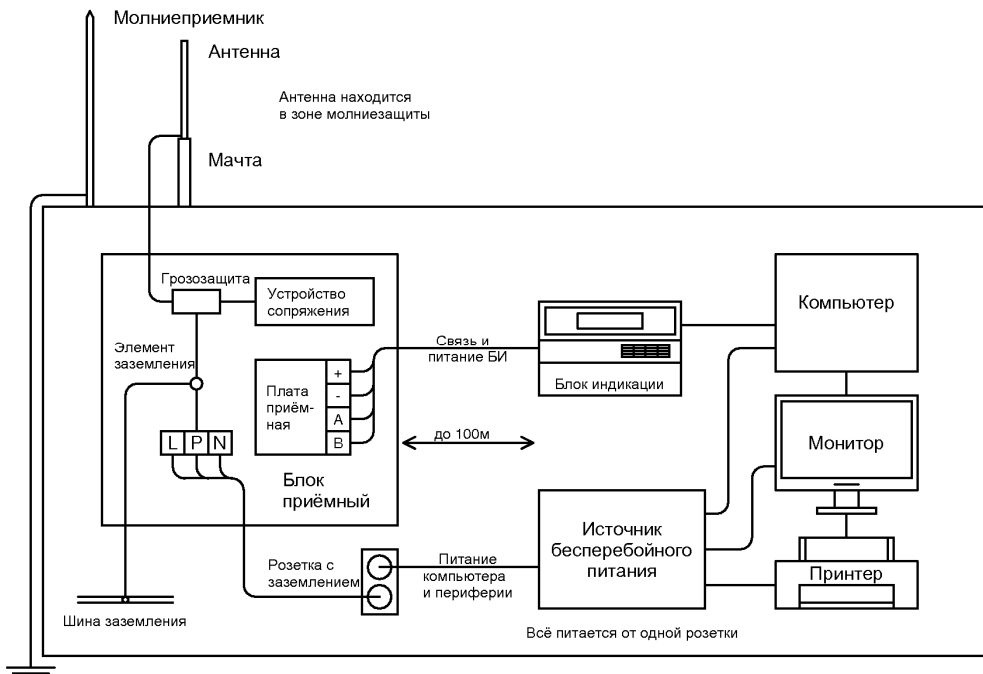 Молниеприемник
Антенна
Антенна находится
в зоне молниезащиты
Мачта
Грозозащита
Устройство
сопряжения
Элемент
заземления
Плата
приём-
ная
+
-
A
B
L P N
Блок
приёмный
Связь и
питание БИ
до 100м
Блок индикации
Компьютер
Монитор
Принтер
Источник
бесперебойного
питания
Розетка с
заземлением
Питание
компьютера
и периферии
Шина заземления
Всё питается от одной розетки